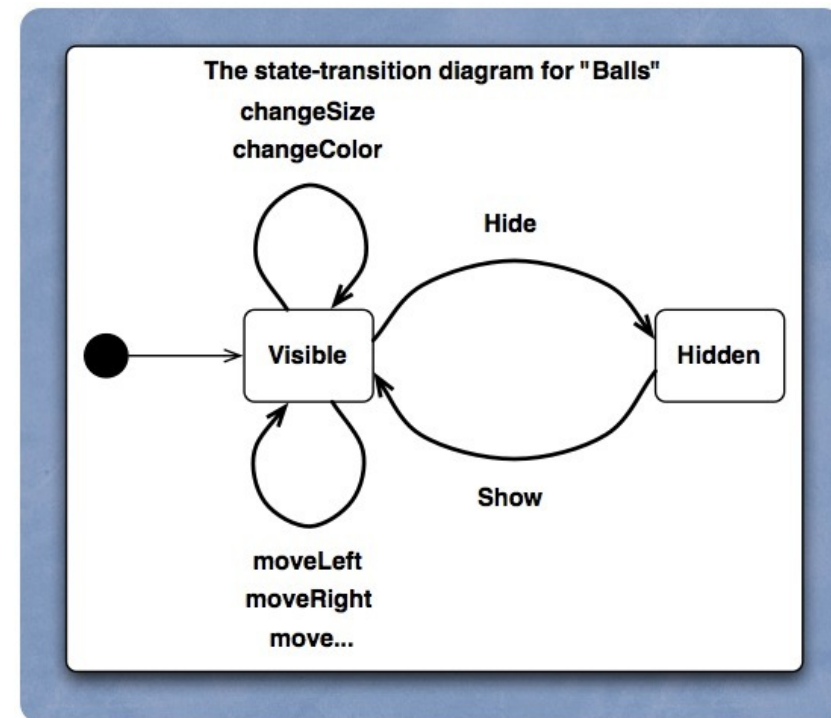 The state-transition diagram for "Balls"
changeSize
changeColor
Hide
Visible
Hidden
Show
moveLeft
moveRight
move...